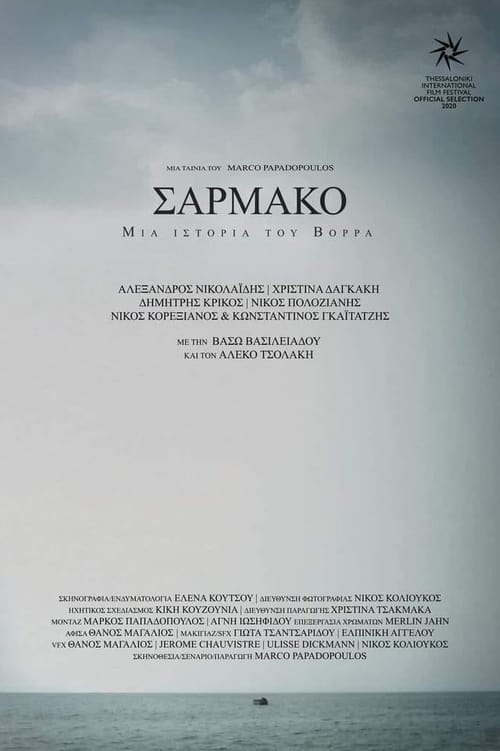 THESSALONIKI
INTERNATIONAL
FILM FESTIVAL
OFFICIAL SELECTION
2020
ΜΙΑ ΤΑΙΝΙΑ ΤΟΥ MARCO PAPADOPOULOS
ΣΑΡΜΑΚΟ
ΜΙΑ ΙΣΤΟΡΙΑ ΤΟΥ ΒΟΡΡΑ
ΑΛΕΞΑΝΔΡΟΣ ΝΙΚΟΛΑΪΔΗΣ | ΧΡΙΣΤΙΝΑ ΔΑΓΚΑΚΗ
ΔΗΜΗΤΡΗΣ ΚΡΙΚΟΣ | ΝΙΚΟΣ ΠΟΛΟΖΙΑΝΗΣ
ΝΙΚΟΣ ΚΟΡΕΞΙΑΝΟΣ & ΚΩΝΣΤΑΝΤΙΝΟΣ ΓΚΑΪΤΑΤΖΗΣ
ΜΕ ΤΗΝ ΒΑΣΩ ΒΑΣΙΛΕΙΑΔΟΥ
ΚΑΙ ΤΟΝ ΑΛΕΚΟ ΤΣΟΛΑΚΗ
ΣΚΗΝΟΓΡΑΦΙΑ/ΕΝΔΥΜΑΤΟΛΟΓΙΑ ΕΛΕΝΑ ΚΟΥΤΣΟΥ | ΔΙΕΥΘΥΝΣΗ ΦΩΤΟΓΡΑΦΙΑΣ ΝΙΚΟΣ ΚΟΛΙΟΥΚΟΣ
ΗΧΗΤΙΚΟΣ ΣΧΕΔΙΑΣΜΟΣ ΚΙΚΗ ΚΟΥΖΟΥΝΙΑ | ΔΙΕΥΘΥΝΣΗ ΠΑΡΑΓΩΓΗΣ ΧΡΙΣΤΙΝΑ ΤΣΑΚΜΑΚΑ
ΜΟΝΤΑΖ ΜΑΡΚΟΣ ΠΑΠΑΔΟΠΟΥΛΟΣ | ΑΓΝΗ ΙΩΣΗΦΙΔΟΥ ΕΠΕΞΕΡΓΑΣΙΑ ΧΡΩΜΑΤΩΝ MERLIN JAHN
ΑΦΙΣΑ ΘΑΝΟΣ ΜΑΓΑΛΙΟΣ | ΜΑΚΙΓΙΑΖ/SFX ΓΙΩΤΑ ΤΣΑΝΤΣΑΡΙΔΟΥ | ΕΛΠΙΝΙΚΗ ΑΓΓΕΛΟΥ
VFX ΘΑΝΟΣ ΜΑΓΑΛΙΟΣ | JEROME CHAUVISTRE | ULISSE DICKMANN | ΝΙΚΟΣ ΚΟΛΙΟΥΚΟΣ
ΣΚΗΝΟΘΕΣΙΑ/ΣΕΝΑΡΙΟ/ΠΑΡΑΓΩΓΗ MARCO PAPADOPOULOS